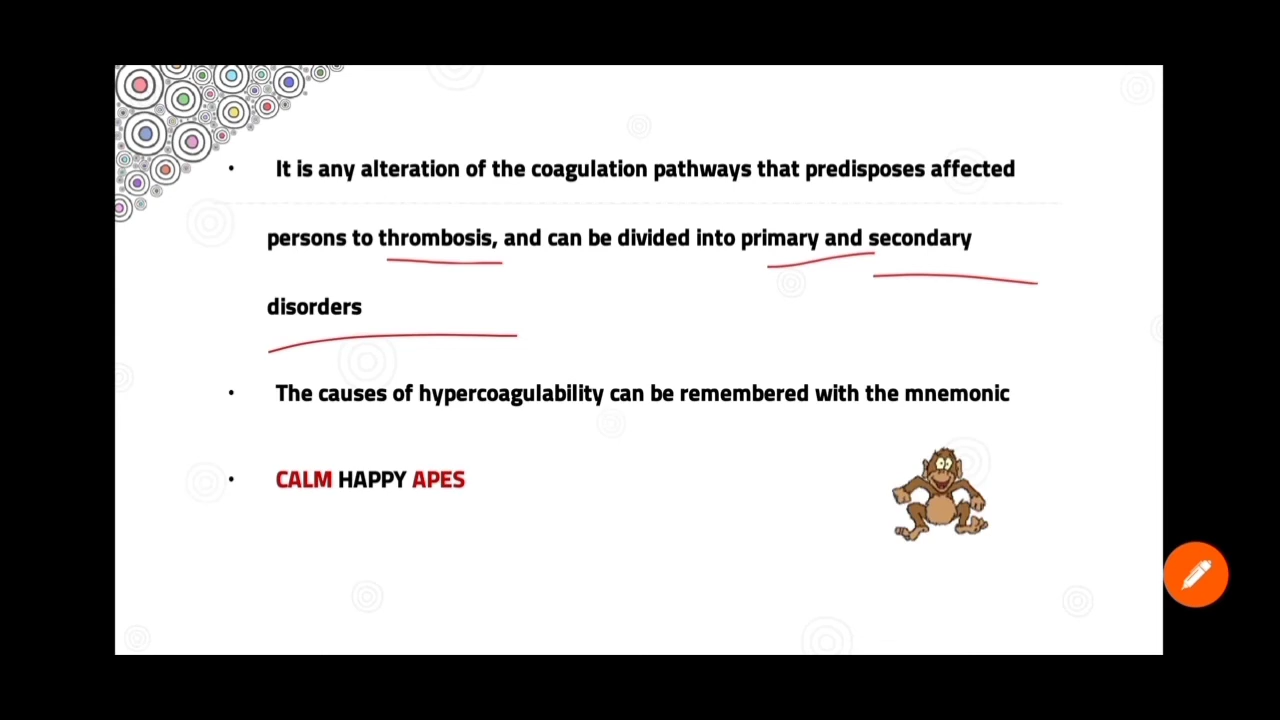 • It is any alteration of the coagulation pathways that predisposes affected
persons to thrombosis, and can be divided into primary and secondary
disorders
• The causes of hypercoagulability can be remembered with the mnemonic
• CALM HAPPY APES